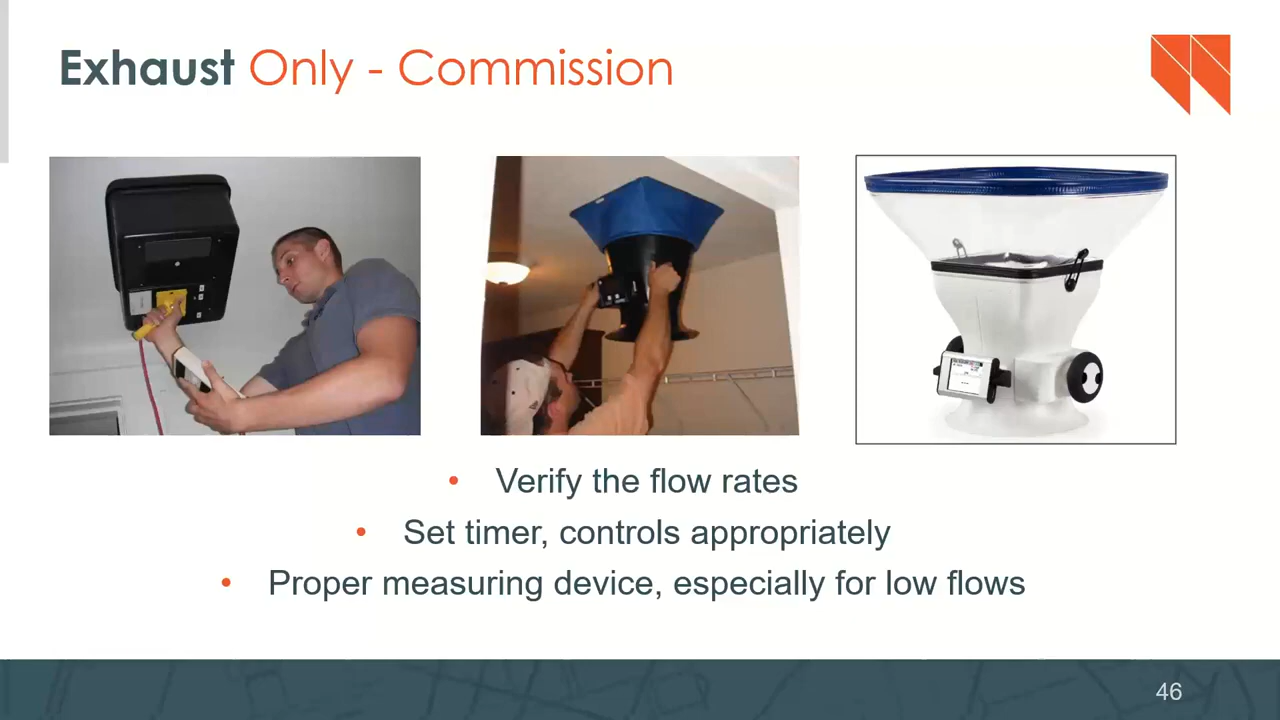 Exhaust Only - Commission
• Verify the flow rates
• Set timer, controls appropriately
• Proper measuring device, especially for low flows
46